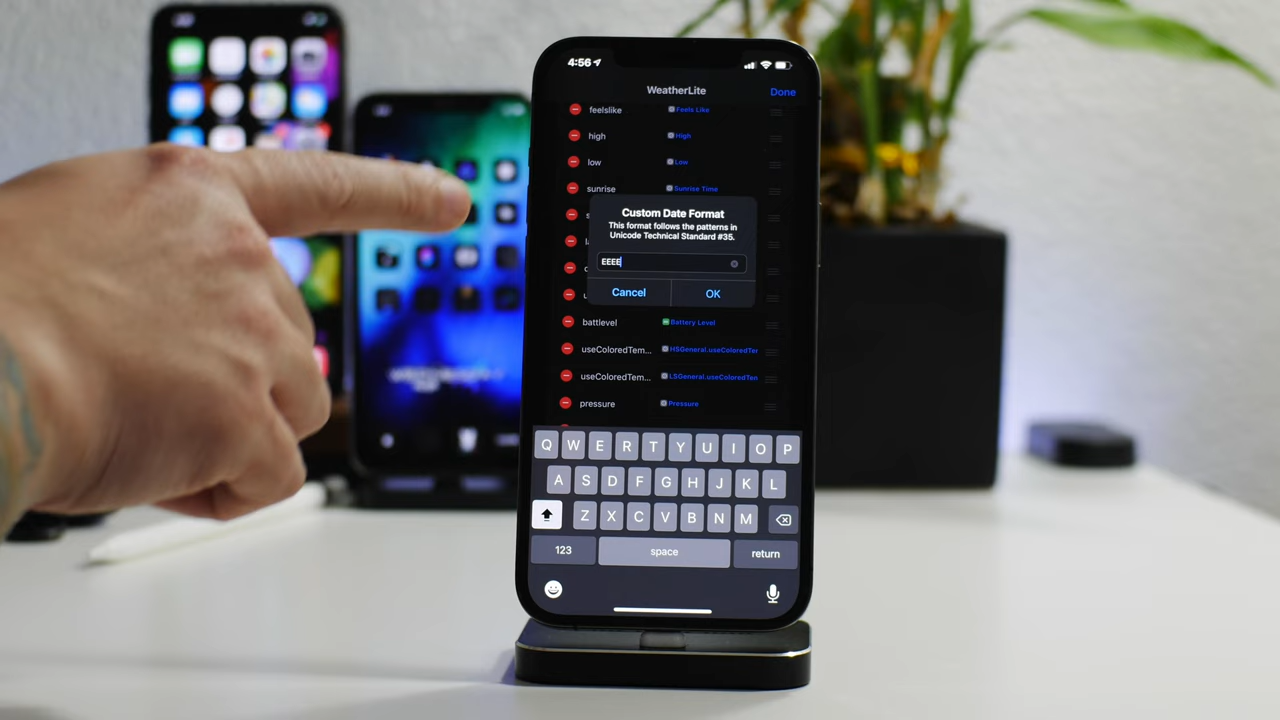 4:56
WeatherLite
Done
feelslike Feels Like
high High
low Low
sunrise Sunrise Time
Custom Date Format
This format follows the patterns in
Unicode Technical Standard #35.
EEEE
Cancel OK
battlevel Battery Level
useColoredTem... HSGeneral.useColoredTer
useColoredTem... LSGeneral.useColoredTen
pressure Pressure
Q W E R T Y U I O P
A S D F G H J K L
Z X C V B N M
123 space return